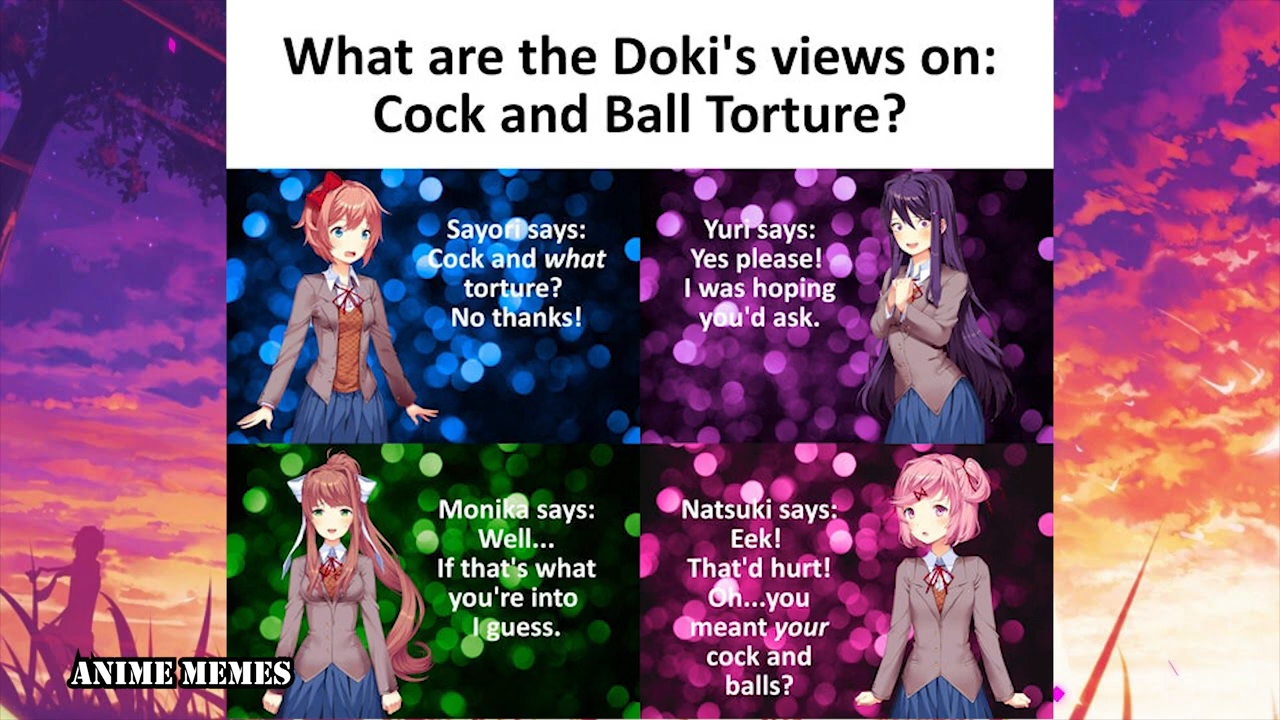 What are the Doki's views on:
Cock and Ball Torture?
Sayori says:
Cock and what
torture?
No thanks!
Yuri says:
Yes please!
I was hoping
you'd ask.
Monika says:
Well...
If that's what
you're into
I guess.
Natsuki says:
Eek!
That'd hurt!
Oh...you
meant your
cock and
balls?
ANIME MEMES